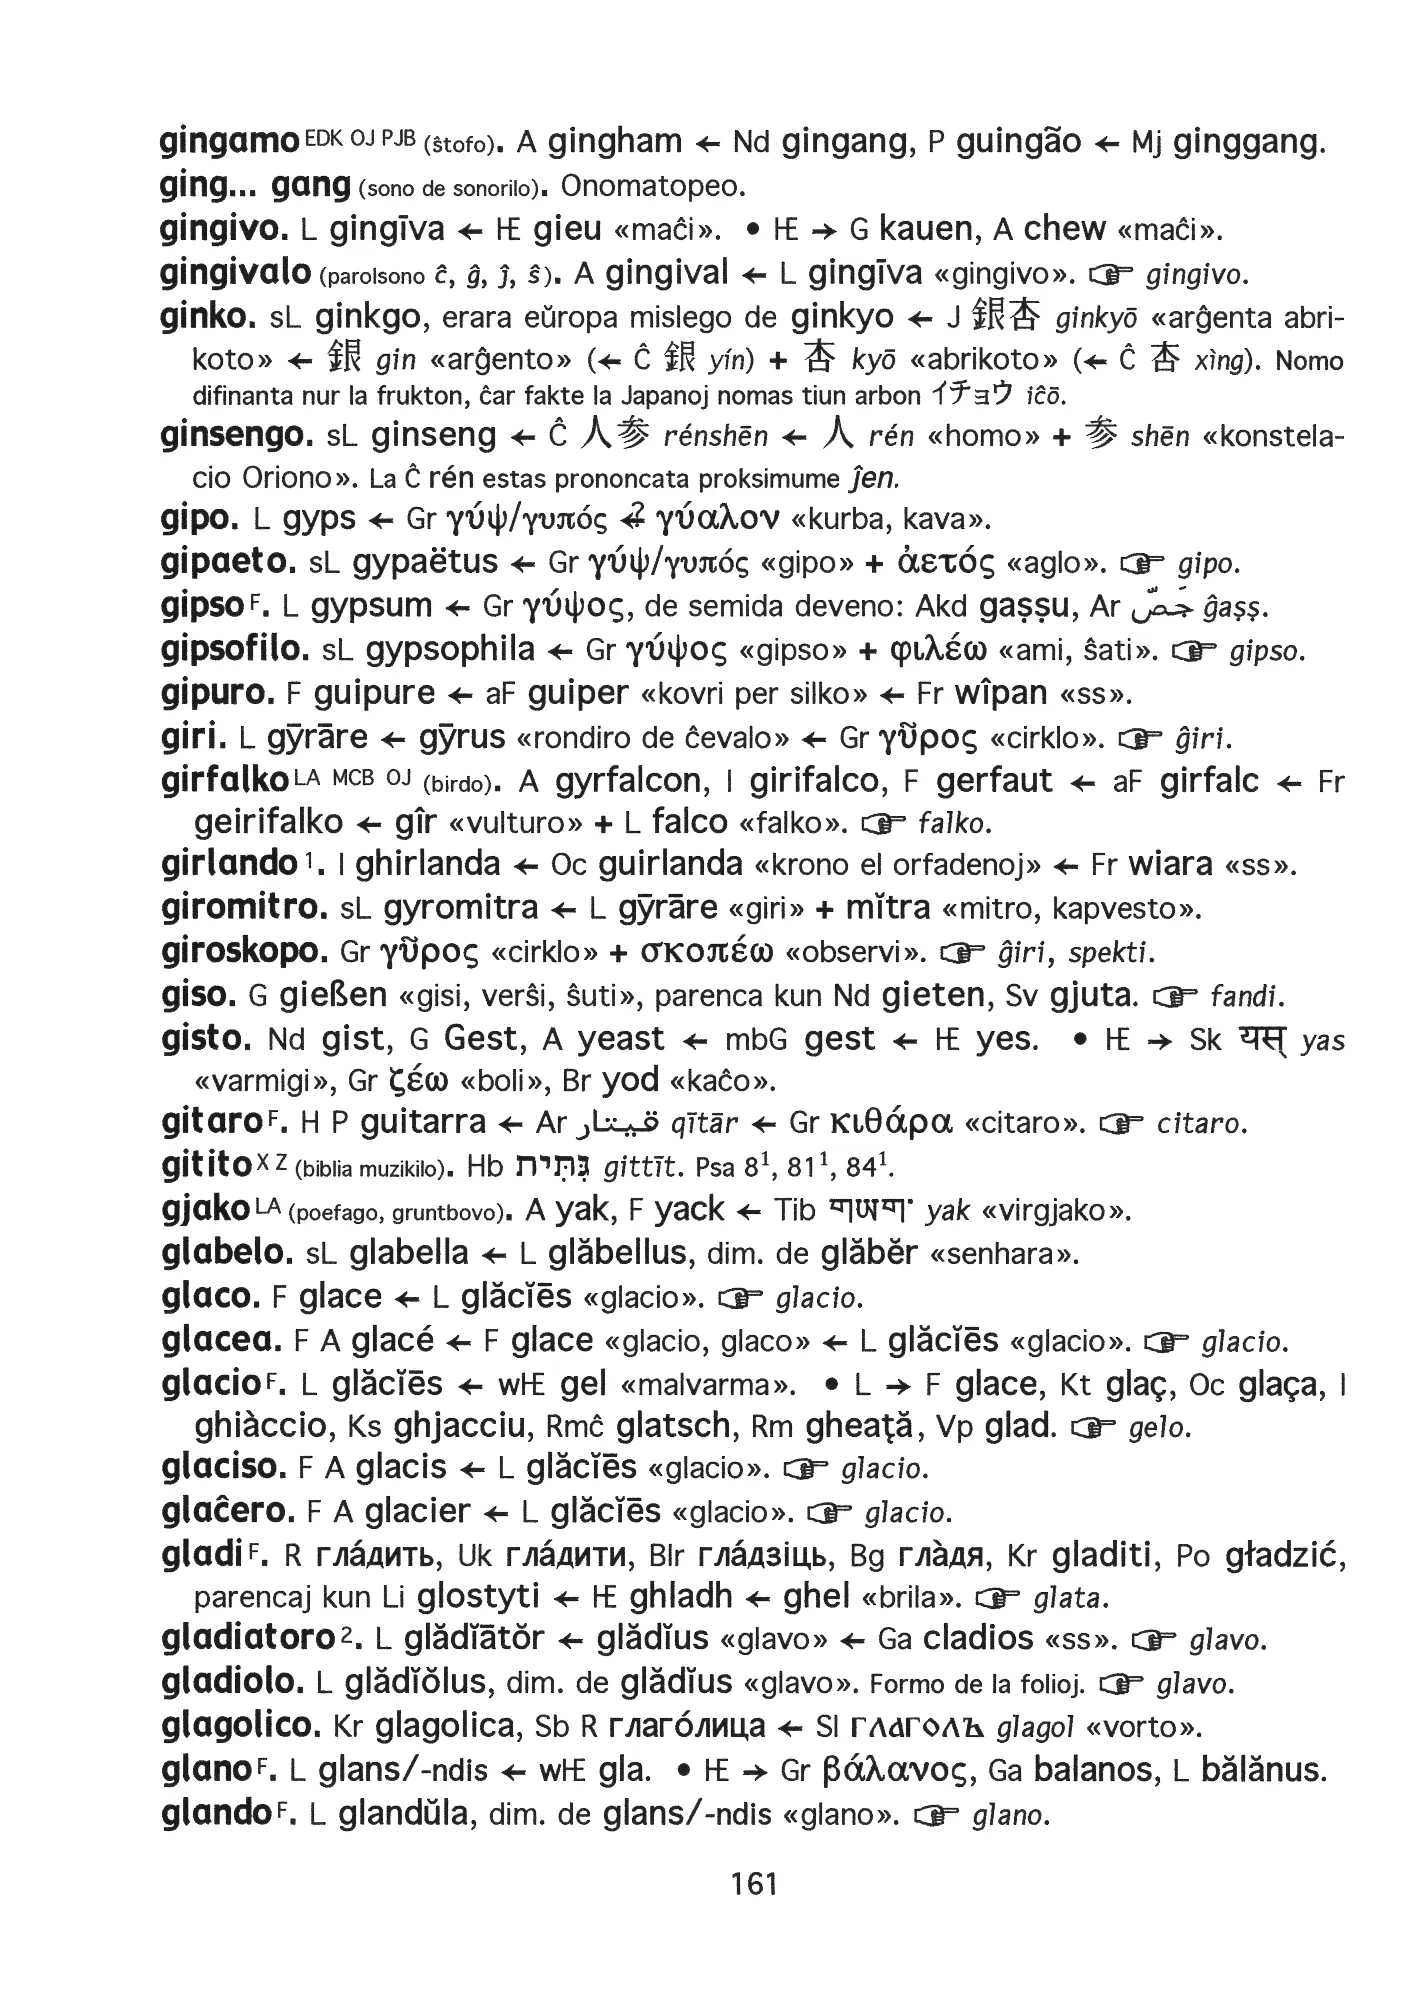 gingamo EDK OJ PJB (ŝtofo). A gingham ← Nd gingang, P guingão ← Mj ginggang.
ging... gang (sono de sonorilo). Onomatopeo.
gingivo. L gingīva ← IE gieu «maĉi». • IE → G kauen, A chew «maĉi».
gingivalo (parolsono ĉ, ĝ, ĵ, ŝ). A gingival ← L gingīva «gingivo». ☞ gingivo.
ginko. sL ginkgo, erara eŭropa mislego de ginkyo ← J 銀杏 ginkyō «arĝenta abri-
koto» ← 銀 gin «arĝento» (← Ĉ 銀 yín) + 杏 kyō «abrikoto» (← Ĉ 杏 xìng). Nomo
difinanta nur la frukton, ĉar fakte la Japanoj nomas tiun arbon イチョウ iĉō.
ginsengo. sL ginseng ← Ĉ 人参 rénshēn ← 人 rén «homo» + 参 shēn «konstela-
cio Oriono». La Ĉ rén estas prononcata proksimume ĵen.
gipo. L gyps ← Gr γύψ/γυπός ↩? γύαλον «kurba, kava».
gipaeto. sL gypaëtus ← Gr γύψ/γυπός «gipo» + ἀετός «aglo». ☞ gipo.
gipso F. L gypsum ← Gr γύψος, de semida deveno: Akd gaṣṣu, Ar جَصّ ĝaṣṣ.
gipsofilo. sL gypsophila ← Gr γύψος «gipso» + φιλέω «ami, ŝati». ☞ gipso.
gipuro. F guipure ← aF guiper «kovri per silko» ← Fr wîpan «ss».
giri. L gȳrāre ← gȳrus «rondiro de ĉevalo» ← Gr γῦρος «cirklo». ☞ ĝiri.
girfalko LA MCB OJ (birdo). A gyrfalcon, I girifalco, F gerfaut ← aF girfalc ← Fr
geirifalko ← gîr «vulturo» + L falco «falko». ☞ falko.
girlando 1. I ghirlanda ← Oc guirlanda «krono el orfadenoj» ← Fr wiara «ss».
giromitro. sL gyromitra ← L gȳrāre «giri» + mĭtra «mitro, kapvesto».
giroskopo. Gr γῦρος «cirklo» + σκοπέω «observi». ☞ ĝiri, spekti.
giso. G gießen «gisi, verŝi, ŝuti», parenca kun Nd gieten, Sv gjuta. ☞ fandi.
gisto. Nd gist, G Gest, A yeast ← mbG gest ← IE yes. • IE → Sk यस् yas
«varmigi», Gr ζέω «boli», Br yod «kaĉo».
gitaro F. H P guitarra ← Ar قيتار qītār ← Gr κιθάρα «citaro». ☞ citaro.
gitito X Z (biblia muzikilo). Hb גִּתִּית gittīt. Psa 8¹, 81¹, 84¹.
gjako LA (poefago, gruntbovo). A yak, F yack ← Tib གཡག་ yak «virgjako».
glabelo. sL glabella ← L glăbellus, dim. de glăbĕr «senhara».
glaco. F glace ← L glăcĭēs «glacio». ☞ glacio.
glacea. F A glacé ← F glace «glacio, glaco» ← L glăcĭēs «glacio». ☞ glacio.
glacio F. L glăcĭēs ← wIE gel «malvarma». • L → F glace, Kt glaç, Oc glaça, I
ghiàccio, Ks ghjacciu, Rmĉ glatsch, Rm gheaţă, Vp glad. ☞ gelo.
glaciso. F A glacis ← L glăcĭēs «glacio». ☞ glacio.
glaĉero. F A glacier ← L glăcĭēs «glacio». ☞ glacio.
gladi F. R гла́дить, Uk гла́дити, Blr гла́дзіць, Bg гла̀дя, Kr gladiti, Po gładzić,
parencaj kun Li glostyti ← IE ghladh ← ghel «brila». ☞ glata.
gladiatoro 2. L glădĭātŏr ← glădĭus «glavo» ← Ga cladios «ss». ☞ glavo.
gladiolo. L glădĭŏlus, dim. de glădĭus «glavo». Formo de la folioj. ☞ glavo.
glagolico. Kr glagolica, Sb R глаго́лица ← Sl глаголъ glagol «vorto».
glano F. L glans/-ndis ← wIE gla. • IE → Gr βάλανος, Ga balanos, L bălănus.
glando F. L glandŭla, dim. de glans/-ndis «glano». ☞ glano.
161